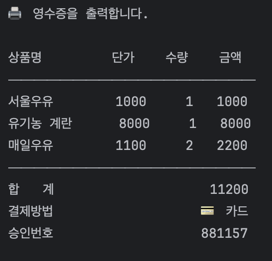 🖨️ 영수증을 출력합니다.
상품명 단가 수량 금액
서울우유 1000 1 1000
유기농 계란 8000 1 8000
매일우유 1100 2 2200
합 계 11200
결제방법 💳 카드
승인번호 881157